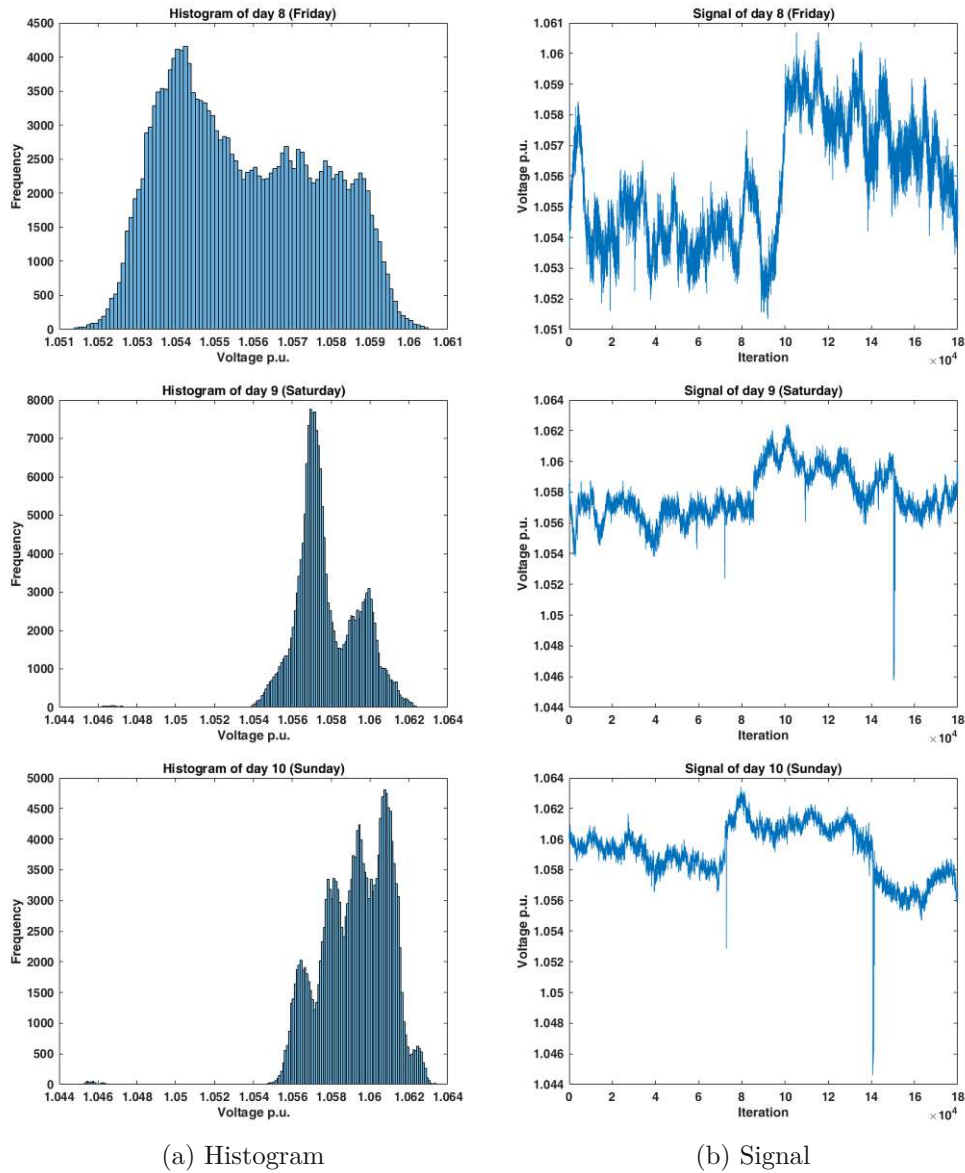 Histogram of day 8 (Friday)
4500
4000
3500
3000
2500
2000
1500
1000
500
0
Frequency
1.051 1.052 1.053 1.054 1.055 1.056 1.057 1.058 1.059 1.06 1.061
Voltage p.u.
Signal of day 8 (Friday)
1.061
1.06
1.059
1.058
1.057
1.056
1.055
1.054
1.053
1.052
1.051
Voltage p.u.
0 2 4 6 8 10 12 14 16 18
Iteration
×10^4
Histogram of day 9 (Saturday)
8000
7000
6000
5000
4000
3000
2000
1000
0
Frequency
1.044 1.046 1.048 1.05 1.052 1.054 1.056 1.058 1.06 1.062 1.064
Voltage p.u.
Signal of day 9 (Saturday)
1.064
1.062
1.06
1.058
1.056
1.054
1.052
1.05
1.048
1.046
1.044
Voltage p.u.
0 2 4 6 8 10 12 14 16 18
Iteration
×10^4
Histogram of day 10 (Sunday)
5000
4500
4000
3500
3000
2500
2000
1500
1000
500
0
Frequency
1.044 1.046 1.048 1.05 1.052 1.054 1.056 1.058 1.06 1.062 1.064
Voltage p.u.
Signal of day 10 (Sunday)
1.064
1.062
1.06
1.058
1.056
1.054
1.052
1.05
1.048
1.046
1.044
Voltage p.u.
0 2 4 6 8 10 12 14 16 18
Iteration
×10^4
(a) Histogram
(b) Signal